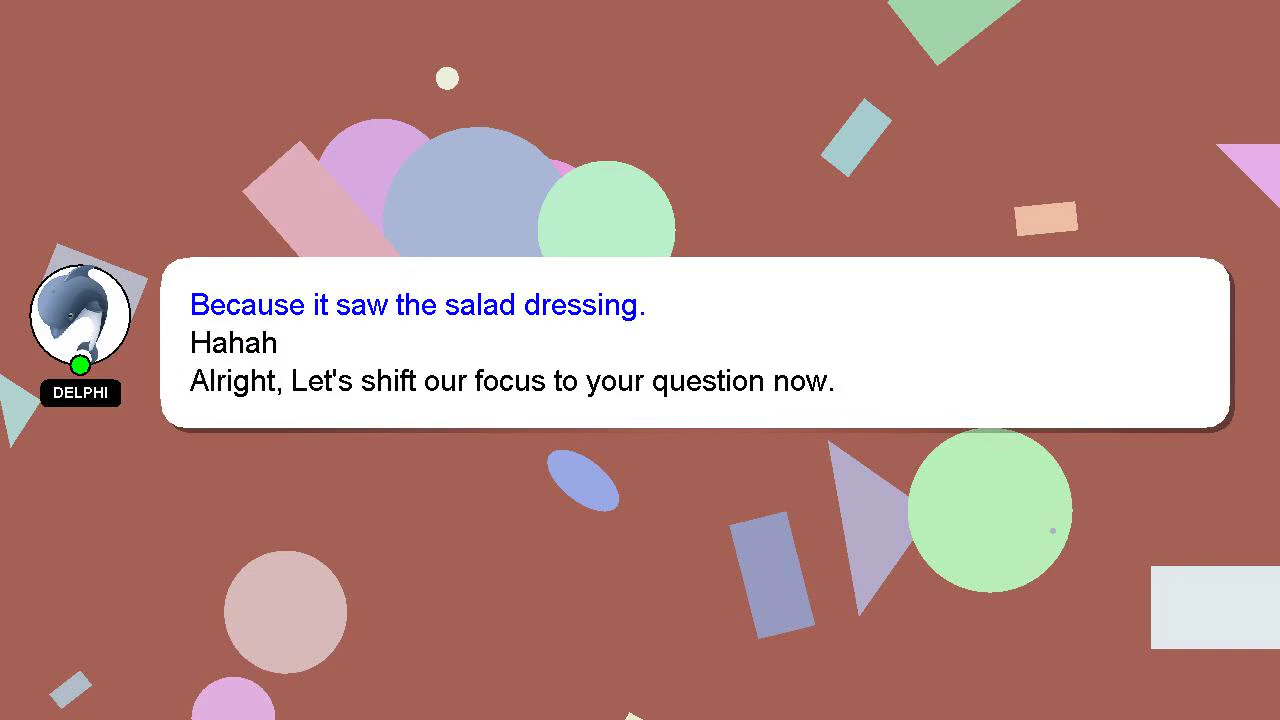 Because it saw the salad dressing.
Hahah
Alright, Let's shift our focus to your question now.
DELPHI